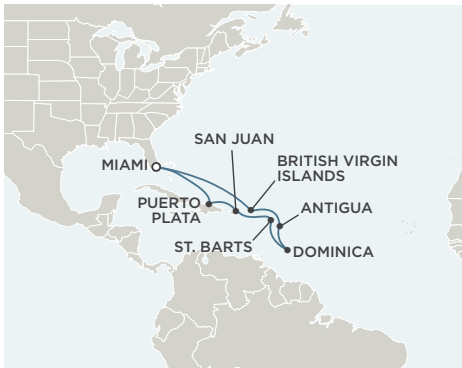 SAN JUAN
MIAMI
BRITISH VIRGIN
ISLANDS
PUERTO
PLATA
ANTIGUA
ST. BARTS
DOMINICA